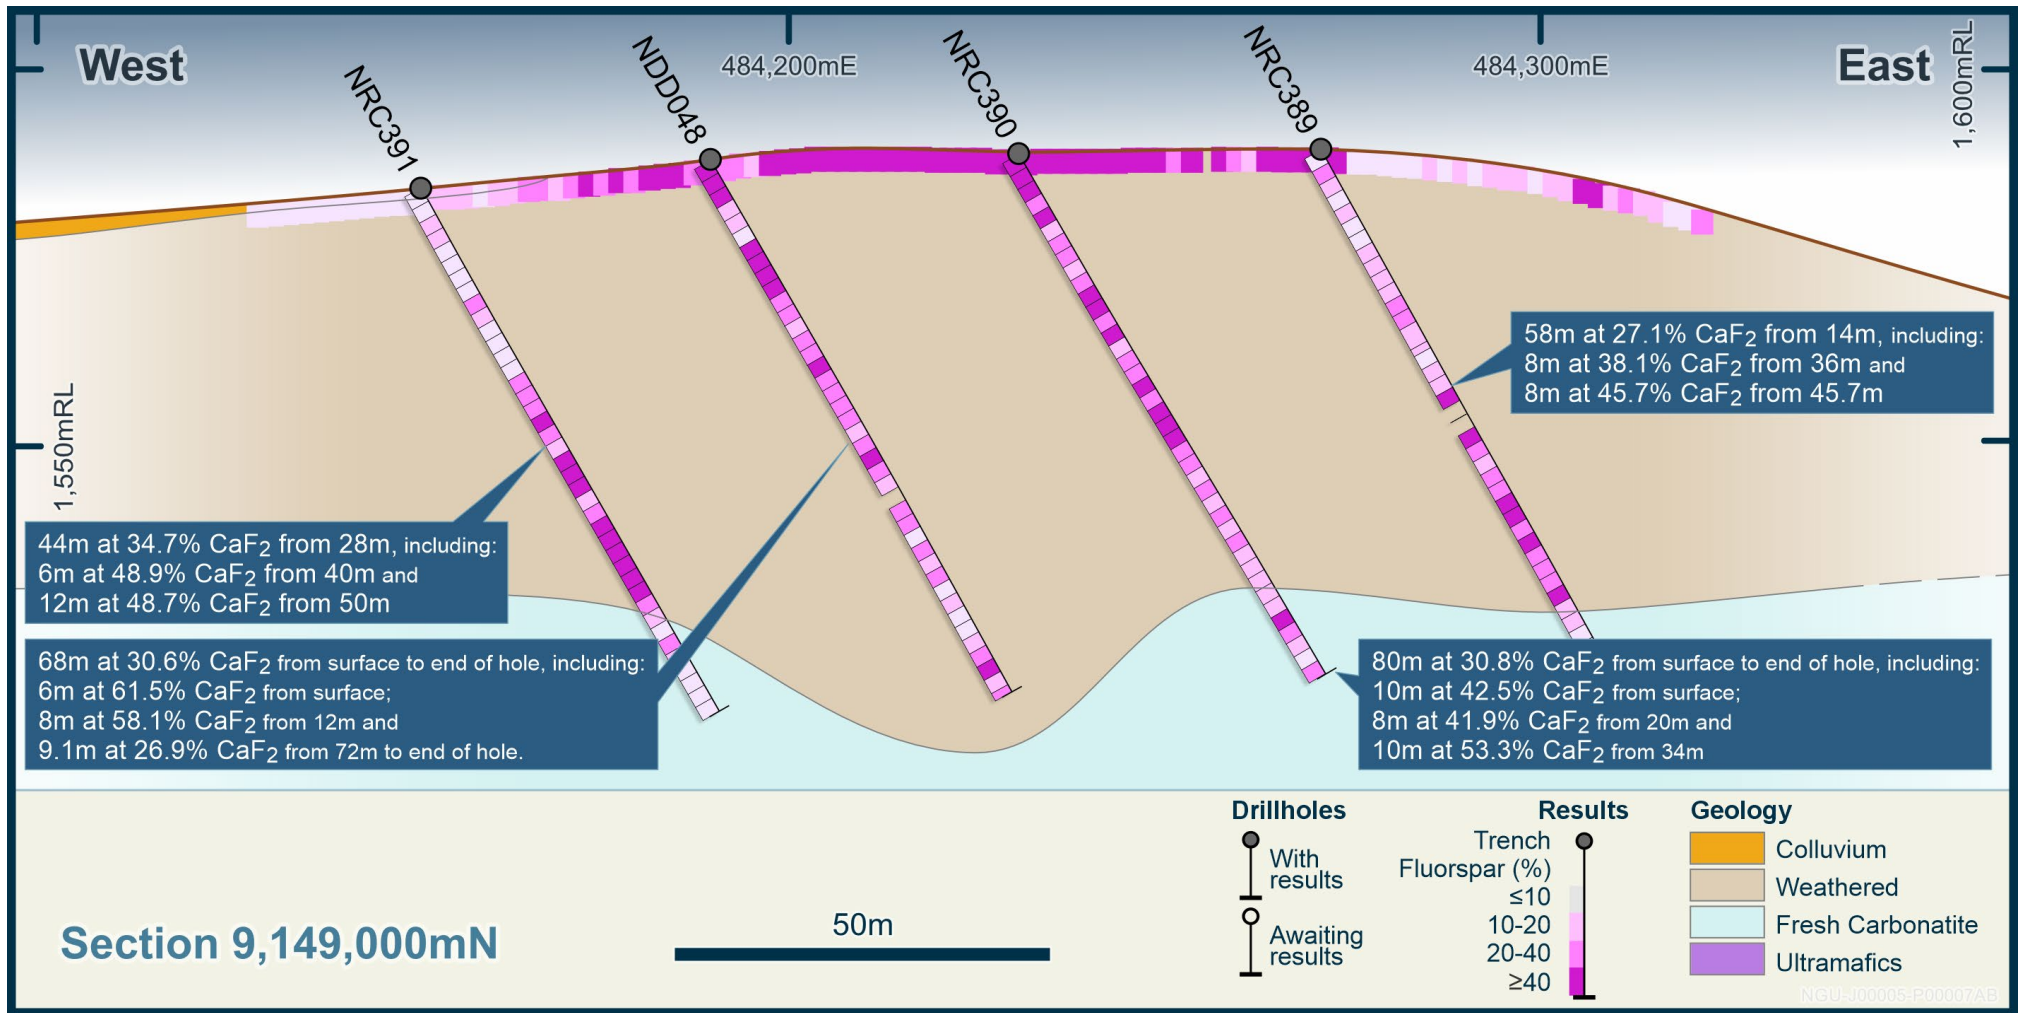 West
484,200mE
484,300mE
East
1,600mRL
NRC391
NDD048
NRC390
NRC389
1,550mRL
58m at 27.1% CaF2 from 14m, including:
8m at 38.1% CaF2 from 36m and
8m at 45.7% CaF2 from 45.7m
44m at 34.7% CaF2 from 28m, including:
6m at 48.9% CaF2 from 40m and
12m at 48.7% CaF2 from 50m
68m at 30.6% CaF2 from surface to end of hole, including:
6m at 61.5% CaF2 from surface;
8m at 58.1% CaF2 from 12m and
9.1m at 26.9% CaF2 from 72m to end of hole.
80m at 30.8% CaF2 from surface to end of hole, including:
10m at 42.5% CaF2 from surface;
8m at 41.9% CaF2 from 20m and
10m at 53.3% CaF2 from 34m
Section 9,149,000mN
50m
Drillholes
With
results
Awaiting
results
Results
Trench
Fluorspar (%)
≤10
10-20
20-40
≥40
Geology
Colluvium
Weathered
Fresh Carbonatite
Ultramafics
NGU-J00005-P00007AB